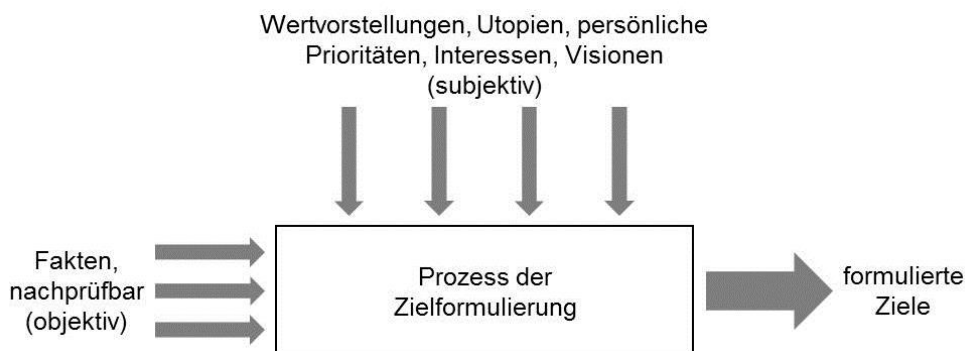 Wertvorstellungen, Utopien, persönliche
Prioritäten, Interessen, Visionen
(subjektiv)
Fakten,
nachprüfbar
(objektiv)
Prozess der
Zielformulierung
formulierte
Ziele